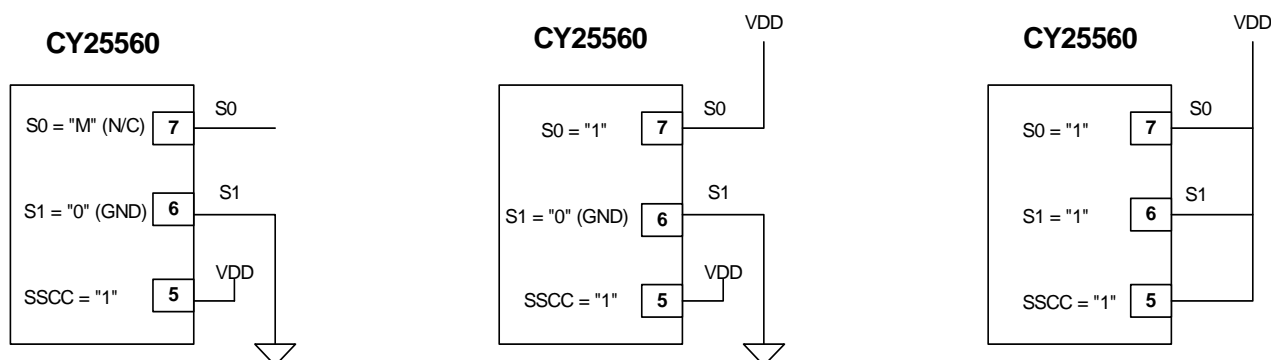 CY25560
S0 = "M" (N/C)
7
S0
S1 = "0" (GND)
6
S1
SSCC = "1"
5
VDD
CY25560
VDD
S0 = "1"
7
S0
S1 = "0" (GND)
6
S1
SSCC = "1"
5
VDD
CY25560
VDD
S0 = "1"
7
S0
S1 = "1"
6
S1
SSCC = "1"
5